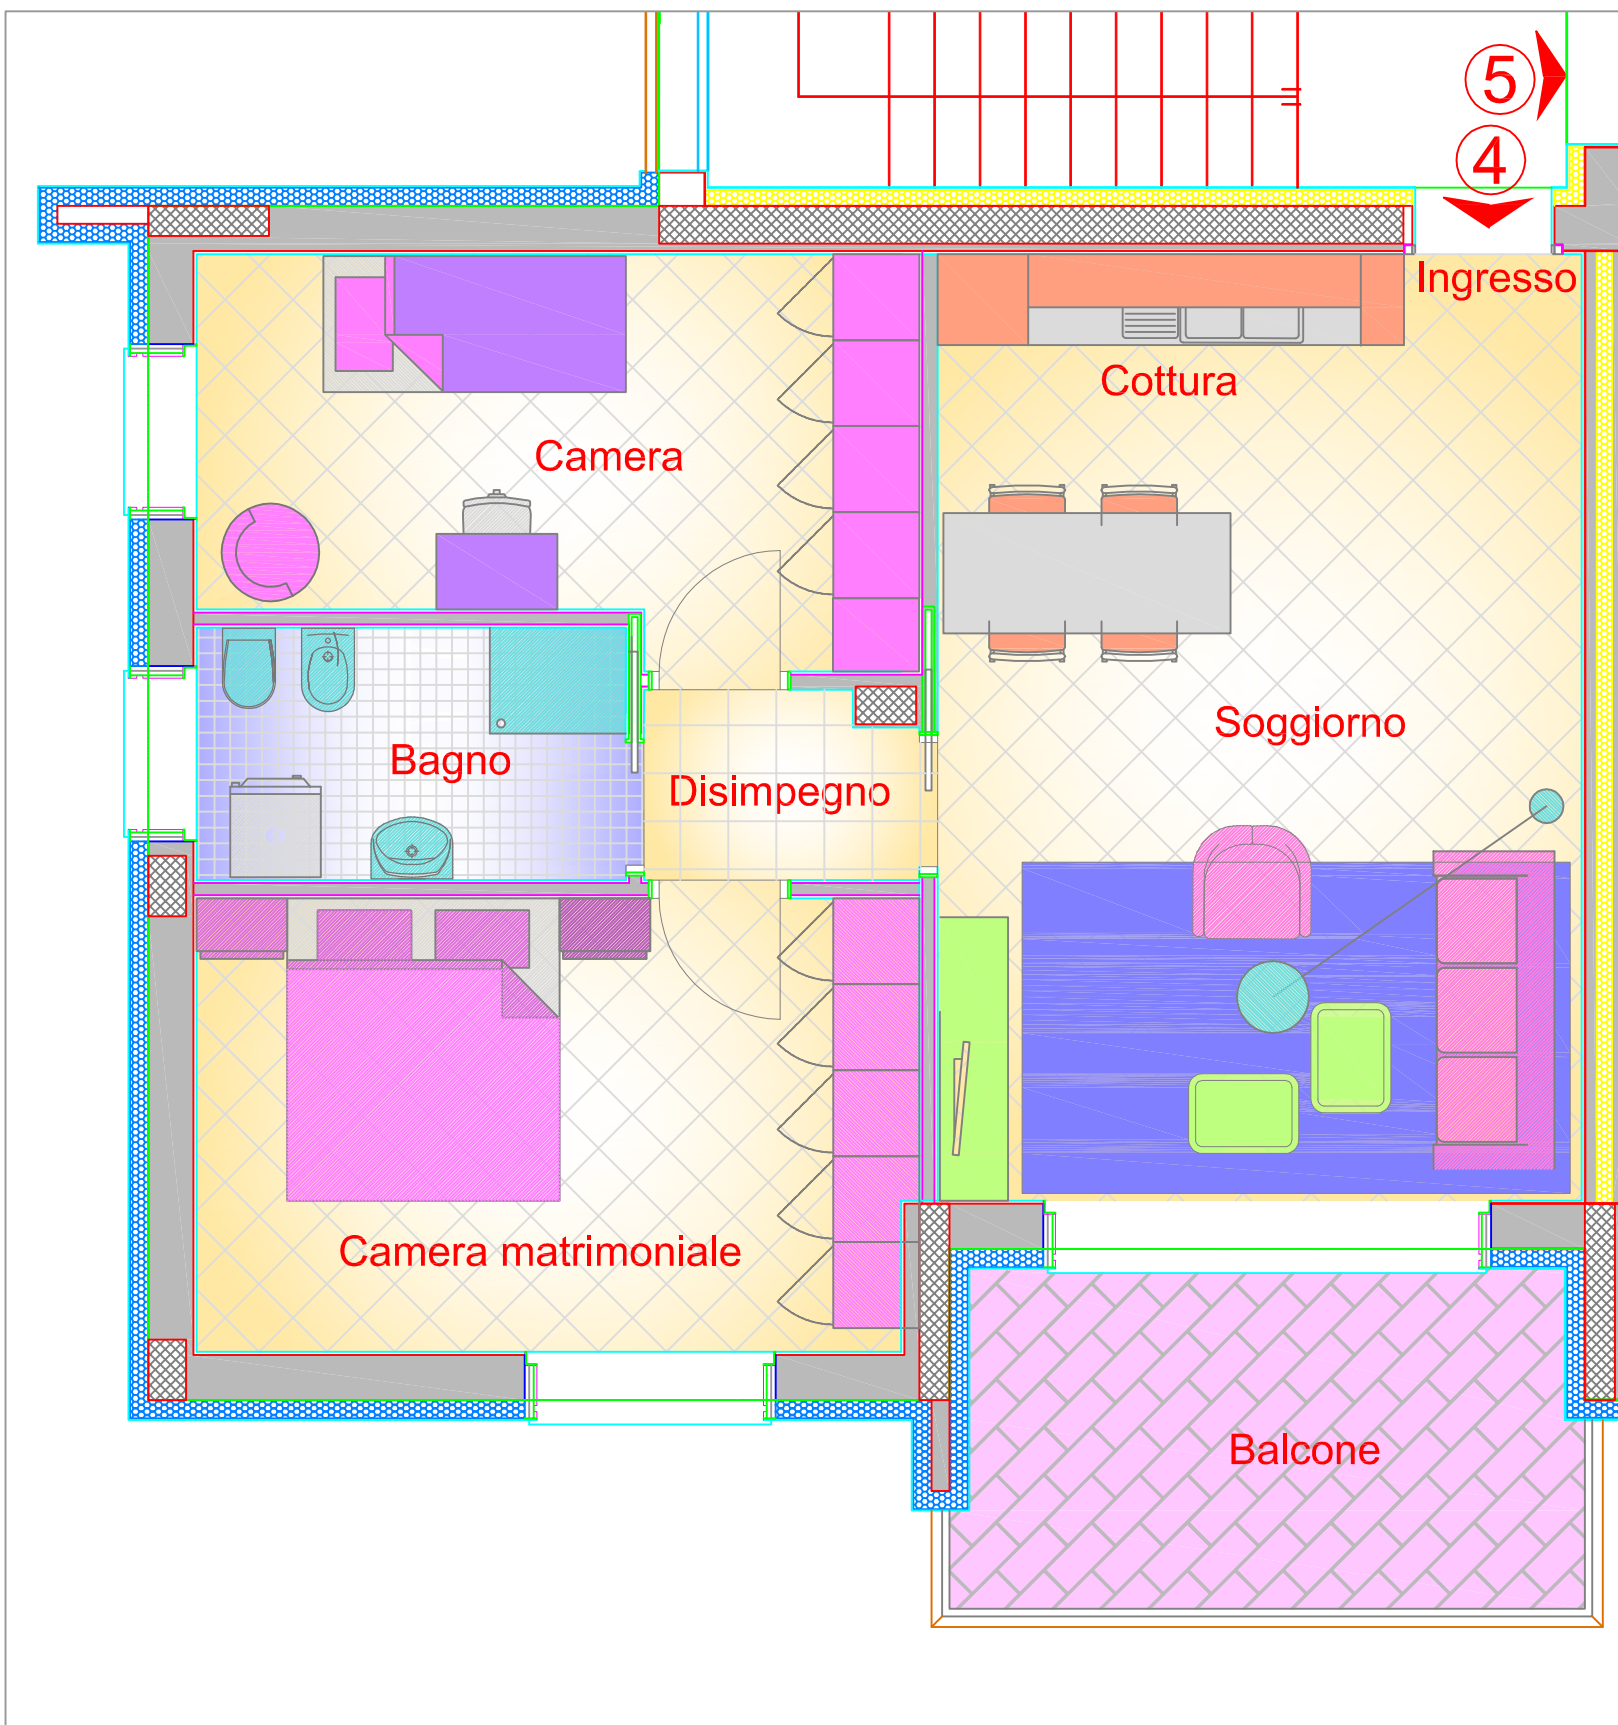 5
4
Ingresso
Cottura
Camera
Soggiorno
Bagno
Disimpegno
Camera matrimoniale
Balcone